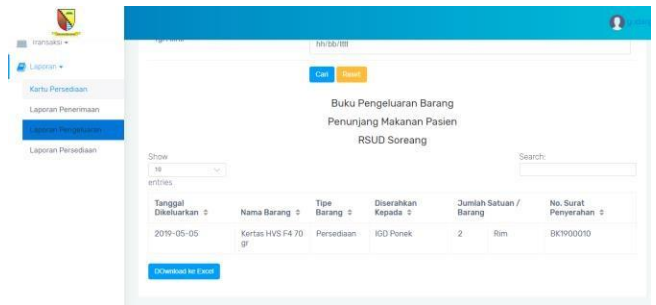 Transaksi
Laporan
Kartu Persediaan
Laporan Penerimaan
Laporan Pengeluaran
Laporan Persediaan
hh/bb/tttt
Cari Reset
Buku Pengeluaran Barang
Penunjang Makanan Pasien
RSUD Soreang
Show
10
entries
Search:
Tanggal Dikeluarkan Nama Barang Tipe Barang Diserahkan Kepada Jumlah Satuan / Barang No. Surat Penyerahan
2019-05-05 Kertas HVS F4 70 gr Persediaan IGD Ponek 2 Rim BK1900010
DOwnload ke Excel